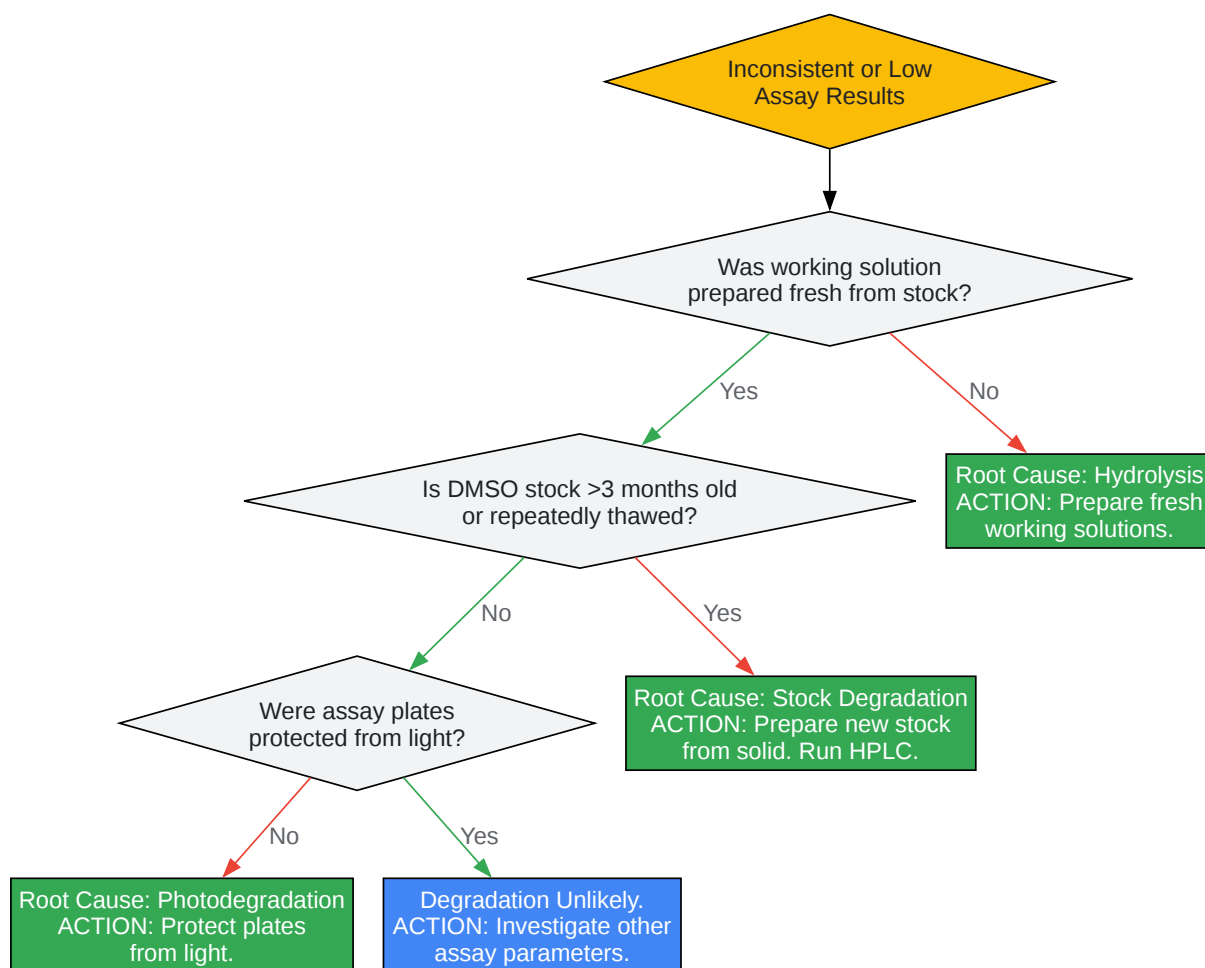 Inconsistent or Low
Assay Results
Was working solution
prepared fresh from stock?
Yes
No
Is DMSO stock >3 months old
or repeatedly thawed?
Root Cause: Hydrolysis
ACTION: Prepare fresh
working solutions.
No
Yes
Were assay plates
protected from light?
Root Cause: Stock Degradation
ACTION: Prepare new stock
from solid. Run HPLC.
No
Yes
Root Cause: Photodegradation
ACTION: Protect plates
from light.
Degradation Unlikely.
ACTION: Investigate other
assay parameters.